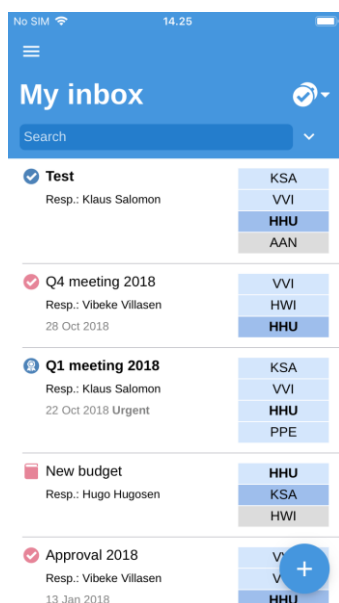 No SIM 14.25
My inbox
Search
Test
Resp.: Klaus Salomon
KSA
VVI
HHU
AAN
Q4 meeting 2018
Resp.: Vibeke Villasen
28 Oct 2018
VVI
HWI
HHU
Q1 meeting 2018
Resp.: Klaus Salomon
22 Oct 2018 Urgent
KSA
VVI
HHU
PPE
New budget
Resp.: Hugo Hugosen
HHU
KSA
HWI
Approval 2018
Resp.: Vibeke Villasen
13 Jan 2018
HHU